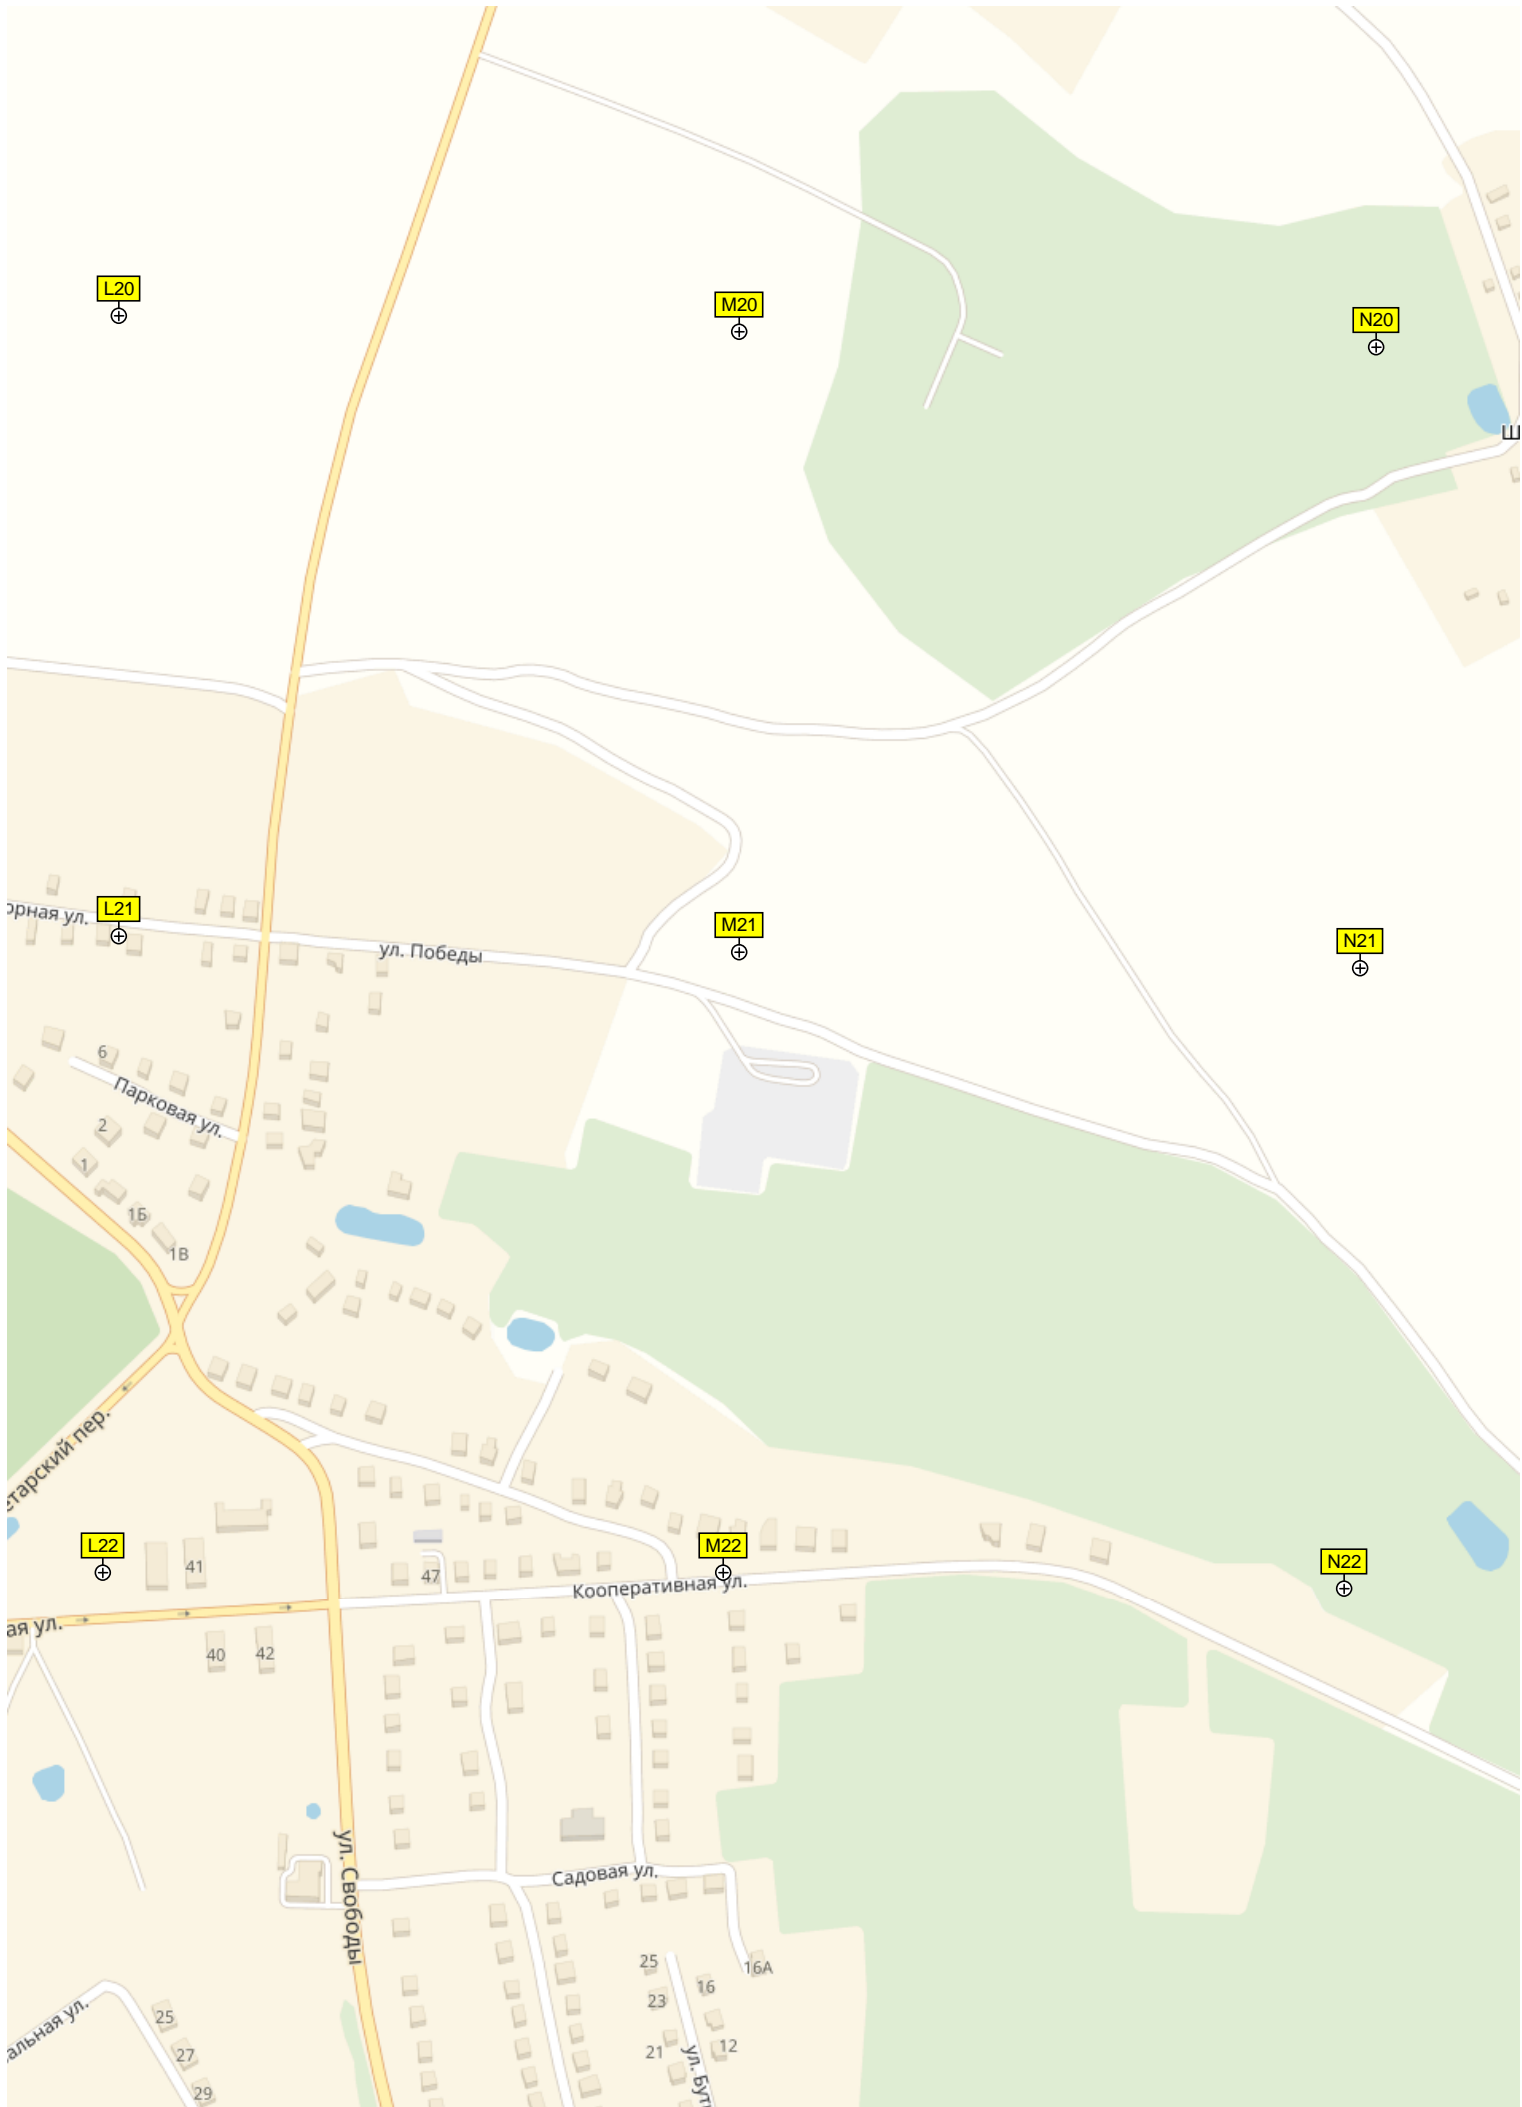 L20
M20
N20
Ш
орная ул.
L21
ул. Победы
M21
N21
6
Парковая ул.
2
1
1Б
1В
етарский пер.
L22
41
47
M22
N22
Кооперативная ул.
ая ул.
40
42
ул. Свободы
Садовая ул.
25
16А
16
23
12
21
ул. Бут
альная ул.
25
27
29